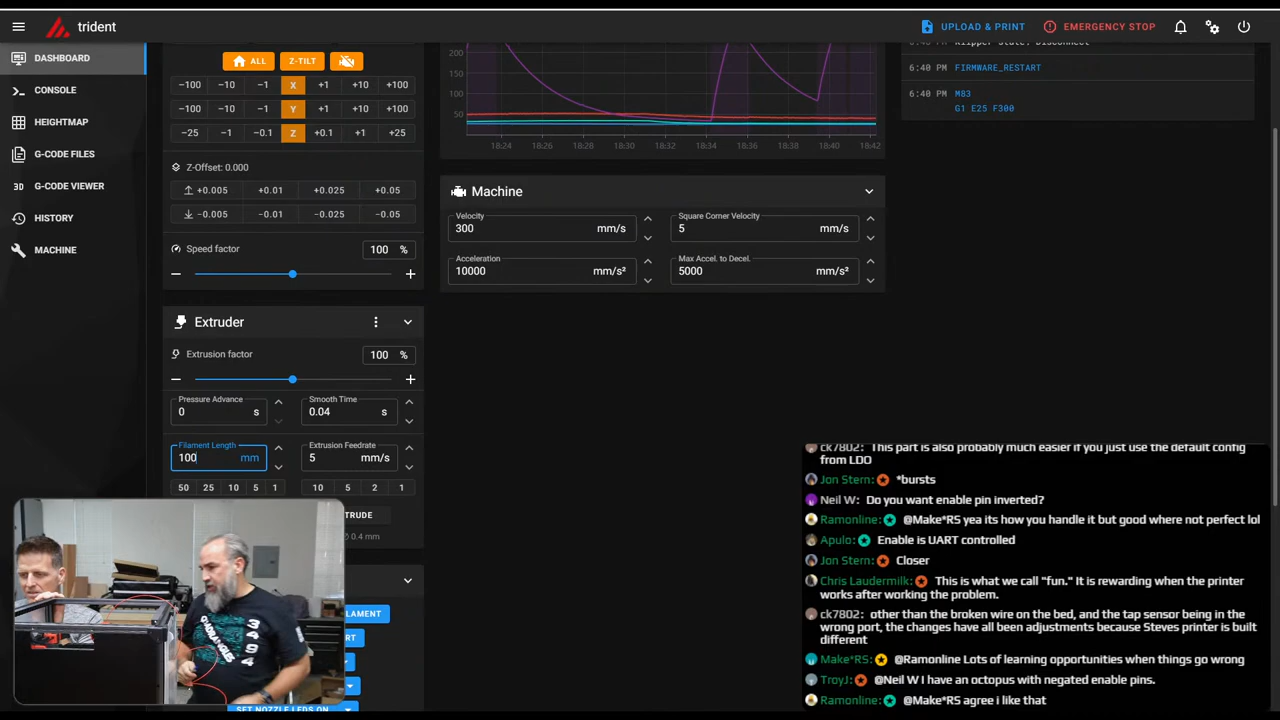 trident
UPLOAD & PRINT
EMERGENCY STOP
DASHBOARD
CONSOLE
HEIGHTMAP
G-CODE FILES
3D
G-CODE VIEWER
HISTORY
MACHINE
ALL
Z-TILT
−100 −10 −1 X +1 +10 +100
−100 −10 −1 Y +1 +10 +100
−25 −1 −0.1 Z +0.1 +1 +25
Z-Offset: 0.000
+0.005 +0.01 +0.025 +0.05
−0.005 −0.01 −0.025 −0.05
Speed factor
100 %
Extruder
Extrusion factor
100 %
Pressure Advance
0 s
Smooth Time
0.04 s
Filament Length
100 mm
Extrusion Feedrate
5 mm/s
50 25 10 5 1
10 5 2 1
0.4 mm
SET NOZZLE LEDS ON
200
150
100
50
18:24 18:26 18:28 18:30 18:32 18:34 18:36 18:38 18:40 18:42
Machine
Velocity
300 mm/s
Square Corner Velocity
5 mm/s
Acceleration
10000 mm/s²
Max Accel. to Decel.
5000 mm/s²
6:40 PM FIRMWARE_RESTART
6:40 PM M83
G1 E25 F300
ck7802: This part is also probably much easier if you just use the default config
from LDO
Jon Stern: *bursts
Neil W: Do you want enable pin inverted?
Ramonline: @Make*RS yea its how you handle it but good where not perfect lol
Apulo: Enable is UART controlled
Jon Stern: Closer
Chris Laudermilk: This is what we call "fun." It is rewarding when the printer
works after working the problem.
ck7802: other than the broken wire on the bed, and the tap sensor being in the
wrong port, the changes have all been adjustments because Steves printer is built
different
Make*RS: @Ramonline Lots of learning opportunities when things go wrong
TroyJ: @Neil W I have an octopus with negated enable pins.
Ramonline: @Make*RS agree i like that
3494